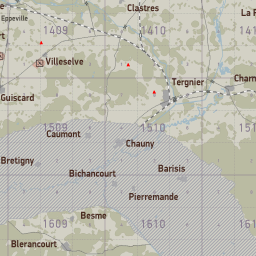 Clastres
La
Eppeville
1409
1410
Villeselve
Tergnier
Guiscard
1509
1510
Caumont
Chauny
Bretigny
Barisis
Bichancourt
Pierremande
Besme
1609
1610
Blerancourt